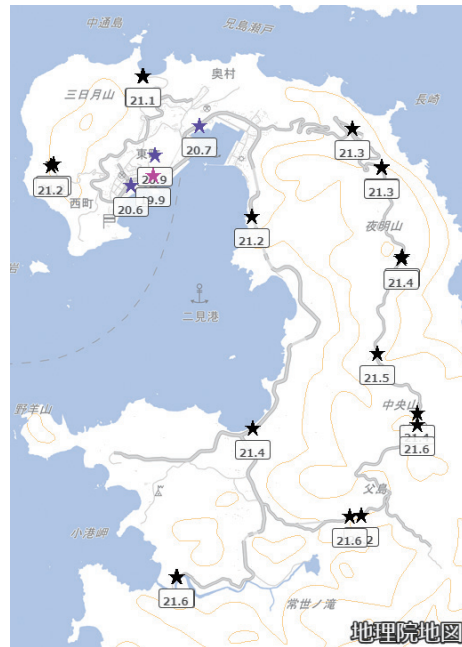 中通島
兄島瀬戸
奥村
三日月山
21.1
長崎
20.7
21.3
東町
20.9
21.2
21.3
西町
20.6
19.9
21.2
夜明山
21.4
二見港
21.5
野羊山
中央山
21.4
21.4
21.6
父島
小港岬
21.6
21.6
常世ノ滝
地理院地図